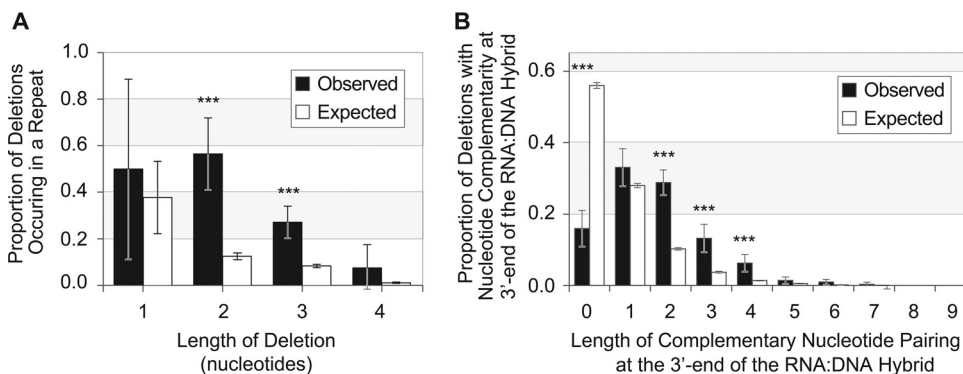 A
Proportion of Deletions
Occuring in a Repeat
1.0
0.8
0.6
0.4
0.2
0.0
***
***
Observed
Expected
1 2 3 4
Length of Deletion
(nucleotides)
B
Proportion of Deletions with
Nucleotide Complementarity at
3'-end of the RNA:DNA Hybrid
0.6
0.4
0.2
0.0
***
***
***
***
Observed
Expected
0 1 2 3 4 5 6 7 8 9
Length of Complementary Nucleotide Pairing
at the 3'-end of the RNA:DNA Hybrid